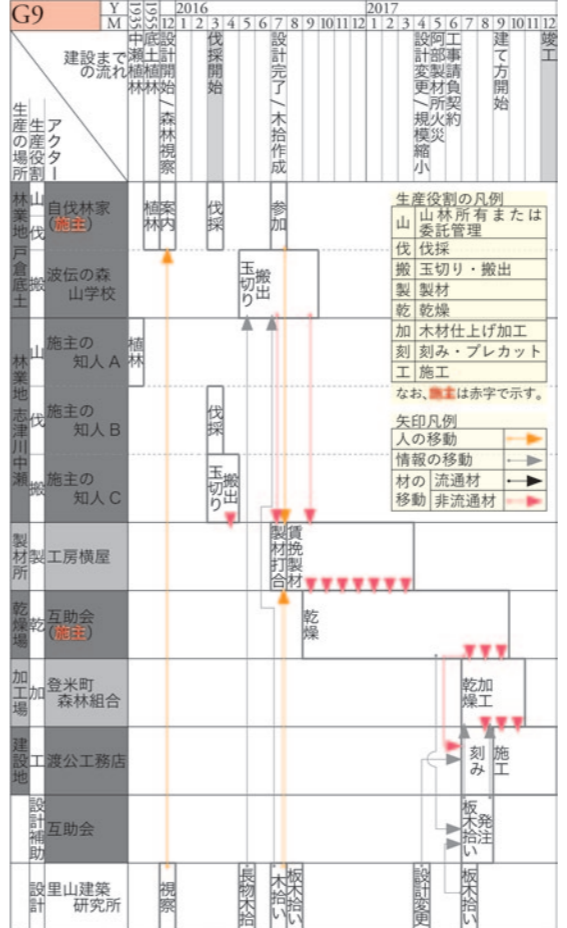 G9
Y
M
1935
1955
2016
2017
12
1
2
3
4
5
6
7
8
9
10
11
12
1
2
3
4
5
6
7
8
9
10
11
12
建設まで
の流れ
中瀬植林
底土植林
設計開始/森林視察
伐採開始
設計完了/木拾作成
設計変更/規模縮小
阿部製材所火災
工事請負契約
建て方開始
竣工
生産の場所
生産役割
アクター
林業地 戸倉底土
山
伐
自伐林家
(施主)
植林
案内
伐採
参加
搬
波伝の森
山学校
玉切り
搬出
林業地 志津川中瀬
山
施主の
知人 A
植林
伐
施主の
知人 B
伐採
搬
施主の
知人 C
玉切り
搬出
製材所
製
工房横屋
製材打合
賃挽製材
乾燥場
乾
互助会
(施主)
乾燥
加工場
加
登米町
森林組合
乾燥
加工
建設地
工
渡公工務店
刻み
施工
設計補助
互助会
板木拾い
発注
設計
里山建築
研究所
視察
長物木拾
木拾い
板木拾い
設計変更
板木拾い
生産役割の凡例
山 山林所有または
委託管理
伐 伐採
搬 玉切り・搬出
製 製材
乾 乾燥
加 木材仕上げ加工
刻 刻み・プレカット
工 施工
なお、施主は赤字で示す。
矢印凡例
人の移動
情報の移動
材の 流通材
移動 非流通材